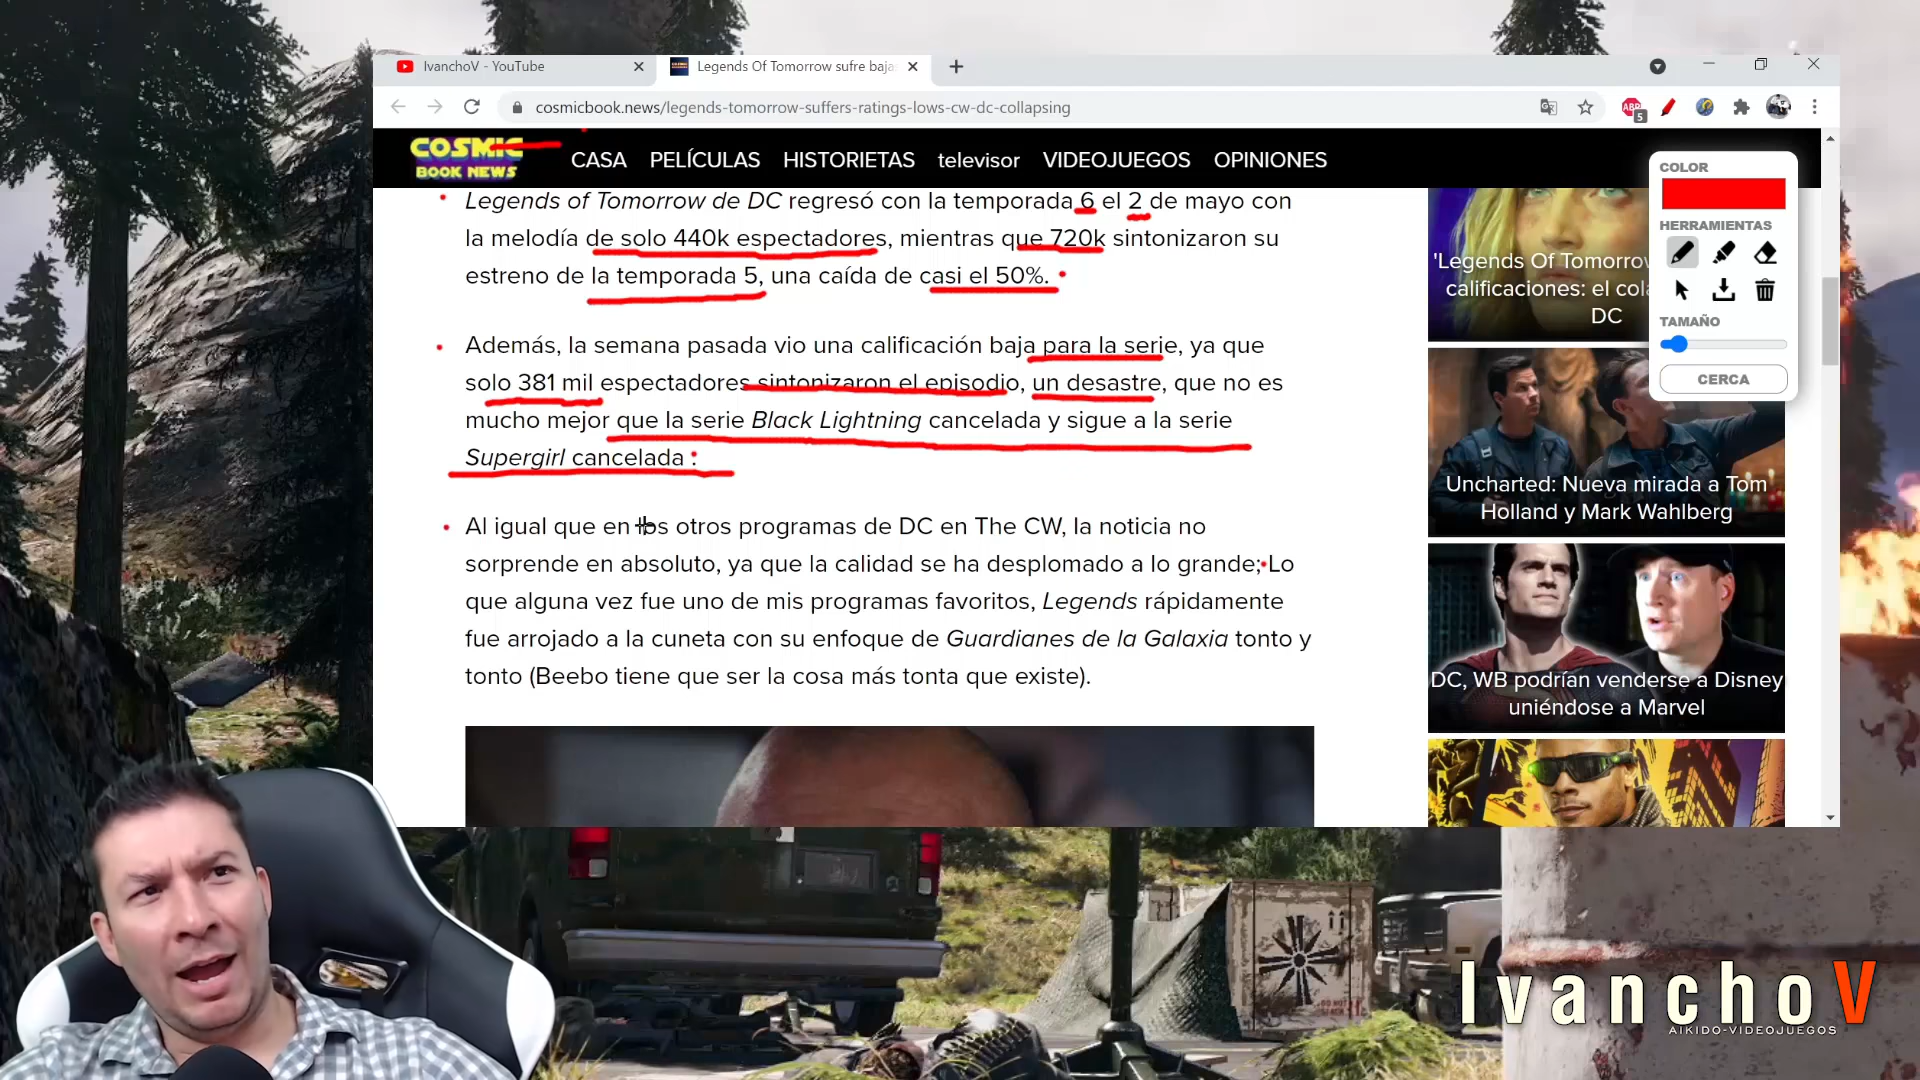 IvanchoV - YouTube
Legends Of Tomorrow sufre baja
cosmicbook.news/legends-tomorrow-suffers-ratings-lows-cw-dc-collapsing
ABP
5
COSMIC
BOOK NEWS
CASA PELÍCULAS HISTORIETAS televisor VIDEOJUEGOS OPINIONES
Legends of Tomorrow de DC regresó con la temporada 6 el 2 de mayo con
la melodía de solo 440k espectadores, mientras que 720k sintonizaron su
estreno de la temporada 5, una caída de casi el 50%.
Además, la semana pasada vio una calificación baja para la serie, ya que
solo 381 mil espectadores sintonizaron el episodio, un desastre, que no es
mucho mejor que la serie Black Lightning cancelada y sigue a la serie
Supergirl cancelada :
Al igual que en los otros programas de DC en The CW, la noticia no
sorprende en absoluto, ya que la calidad se ha desplomado a lo grande; Lo
que alguna vez fue uno de mis programas favoritos, Legends rápidamente
fue arrojado a la cuneta con su enfoque de Guardianes de la Galaxia tonto y
tonto (Beebo tiene que ser la cosa más tonta que existe).
COLOR
HERRAMIENTAS
TAMAÑO
CERCA
'Legends Of Tomorrow
calificaciones: el cola
DC
Uncharted: Nueva mirada a Tom
Holland y Mark Wahlberg
DC, WB podrían venderse a Disney
uniéndose a Marvel
IvanchoV
AIKIDO-VIDEOJUEGOS